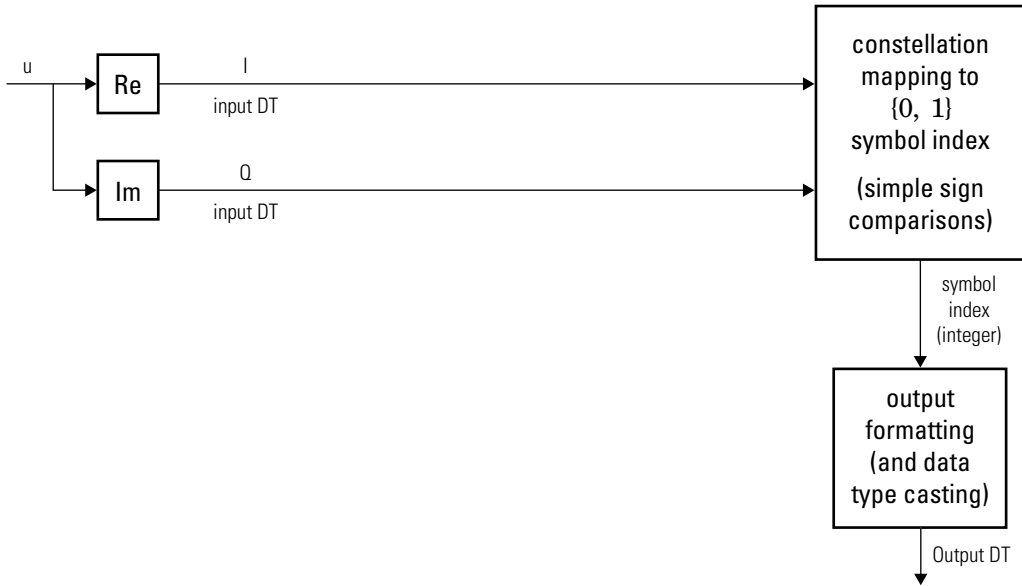 u
Re
I
input DT
Im
Q
input DT
constellation
mapping to
{0, 1}
symbol index
(simple sign
comparisons)
symbol
index
(integer)
output
formatting
(and data
type casting)
Output DT